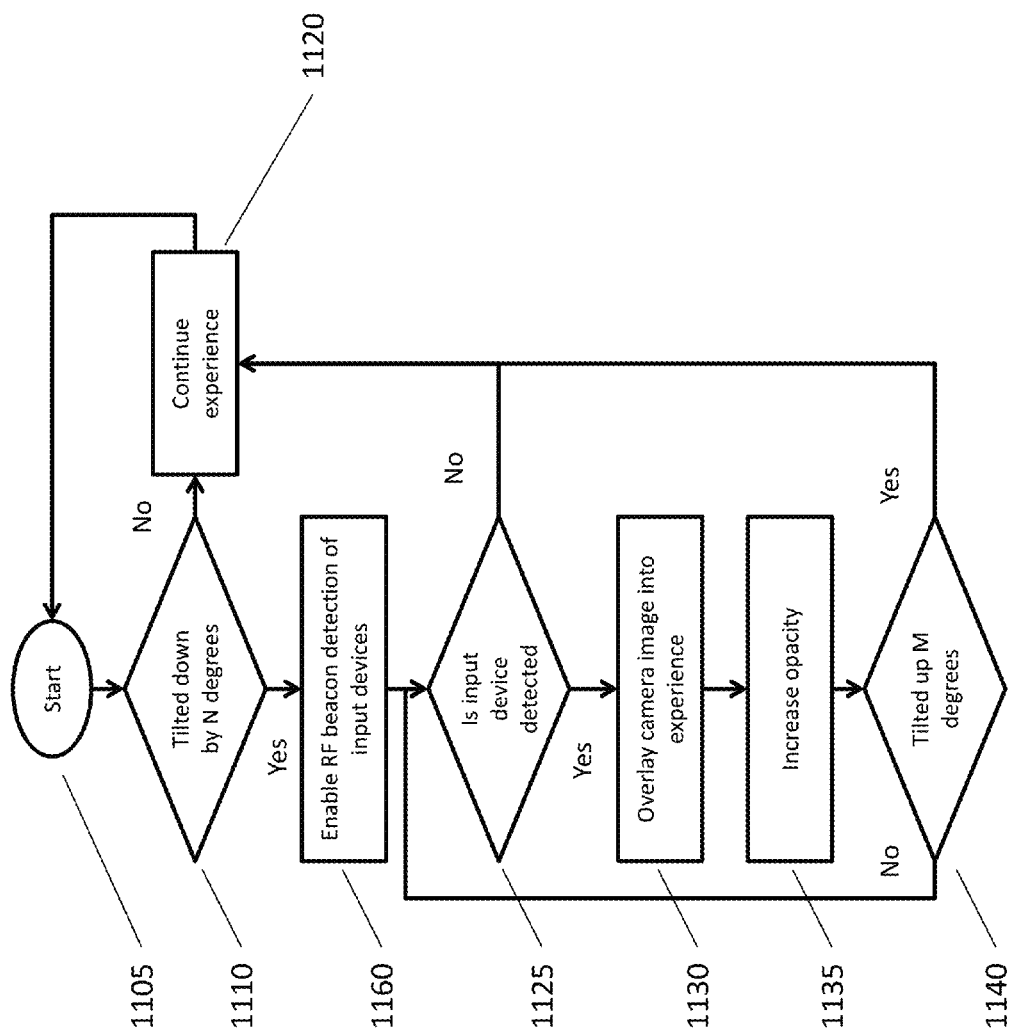 Start
1105
Tilted down
by N degrees
1110
No
Continue
experience
1120
Yes
Enable RF beacon detection of
input devices
1160
Is input
device
detected
1125
No
Yes
Overlay camera image into
experience
1130
Increase opacity
1135
Tilted up M
degrees
1140
No
Yes